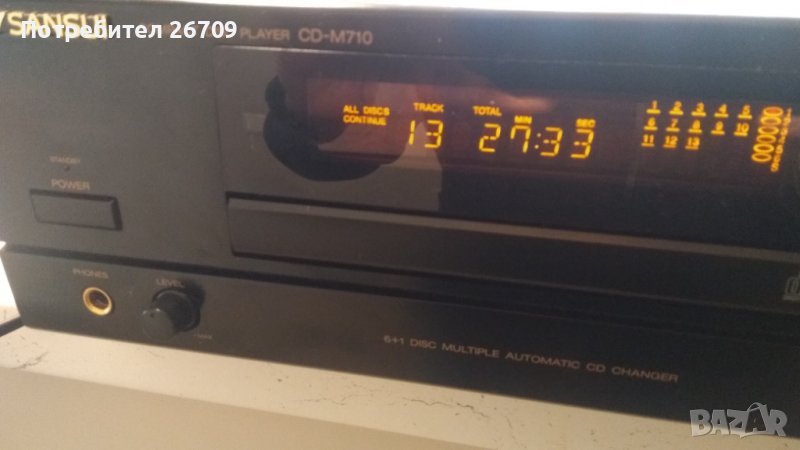 SANSUI
Потребител 26709
PLAYER CD-M710
ALL DISCS CONTINUE
TRACK
13
TOTAL
MIN
SEC
27:33
1 2 3 4 5
6 7 8 9 10
11 12 13
STANDBY
POWER
PHONES
LEVEL
MAX
6+1 DISC MULTIPLE AUTOMATIC CD CHANGER
BAZAR